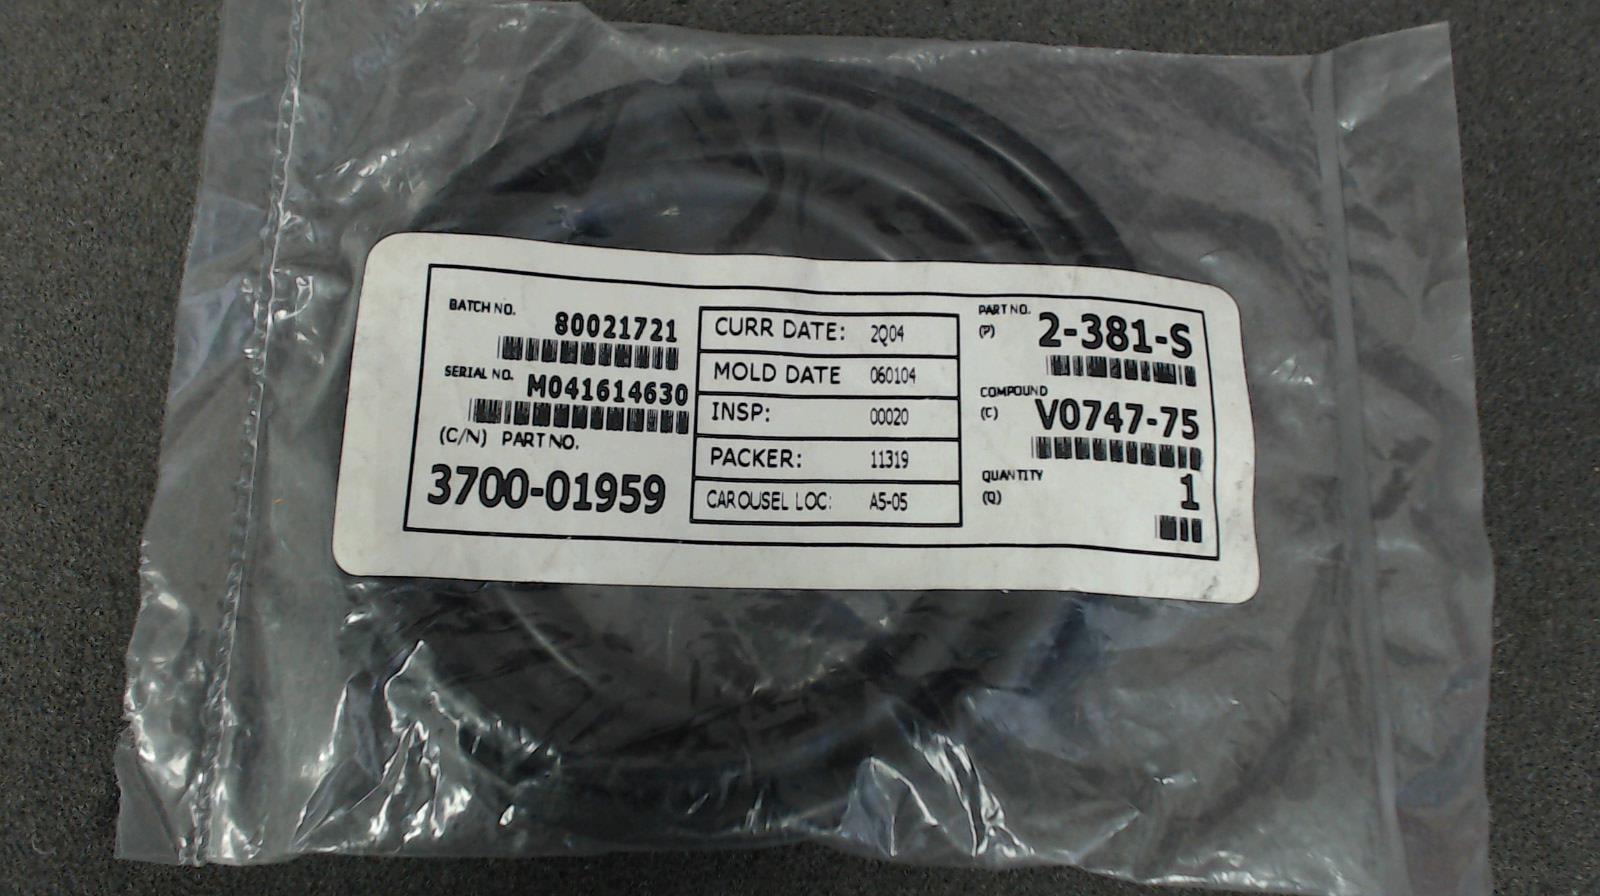 BATCH NO.
80021721
SERIAL NO.
M041614630
(C/N) PART NO.
3700-01959
CURR DATE: 2Q04
MOLD DATE 060104
INSP: 00020
PACKER: 11319
CAROUSEL LOC: A5-05
PART NO.
(P) 2-381-S
COMPOUND
(C) V0747-75
QUANTITY
(Q) 1